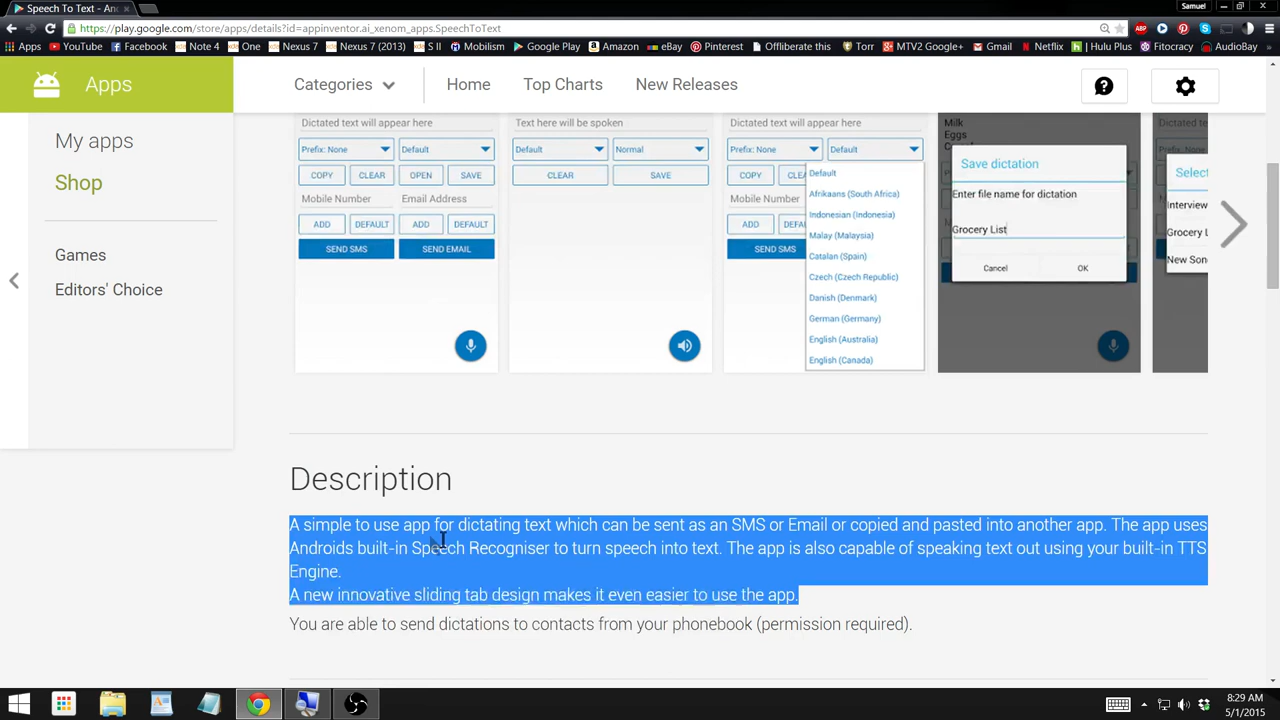 Speech To Text - An
Samuel
https://play.google.com/store/apps/details?id=appinventor.ai_xenom_apps.SpeechToText
Apps YouTube Facebook Note 4 One Nexus 7 Nexus 7 (2013) S II Mobilism Google Play Amazon eBay Pinterest Offliberate this Torr MTV2 Google+ Gmail Netflix Hulu Plus Fitocracy AudioBay
Apps
Categories Home Top Charts New Releases
My apps
Shop
Games
Editors' Choice
Dictated text will appear here
Prefix: None Default
COPY CLEAR OPEN SAVE
Mobile Number Email Address
ADD DEFAULT ADD DEFAULT
SEND SMS SEND EMAIL
Text here will be spoken
Default Normal
CLEAR SAVE
Dictated text will appear here
Prefix: None Default
COPY CLEA
Mobile Number
ADD DEFAU
SEND SMS
Default
Afrikaans (South Africa)
Indonesian (Indonesia)
Malay (Malaysia)
Catalan (Spain)
Czech (Czech Republic)
Danish (Denmark)
German (Germany)
English (Australia)
English (Canada)
Milk
Eggs
Save dictation
Enter file name for dictation
Grocery List
Cancel OK
Dictated te
Prefix: No
Select
Interview
Grocery L
New Son
Description
A simple to use app for dictating text which can be sent as an SMS or Email or copied and pasted into another app. The app uses
Androids built-in Speech Recogniser to turn speech into text. The app is also capable of speaking text out using your built-in TTS
Engine.
A new innovative sliding tab design makes it even easier to use the app.
You are able to send dictations to contacts from your phonebook (permission required).
8:29 AM
5/1/2015